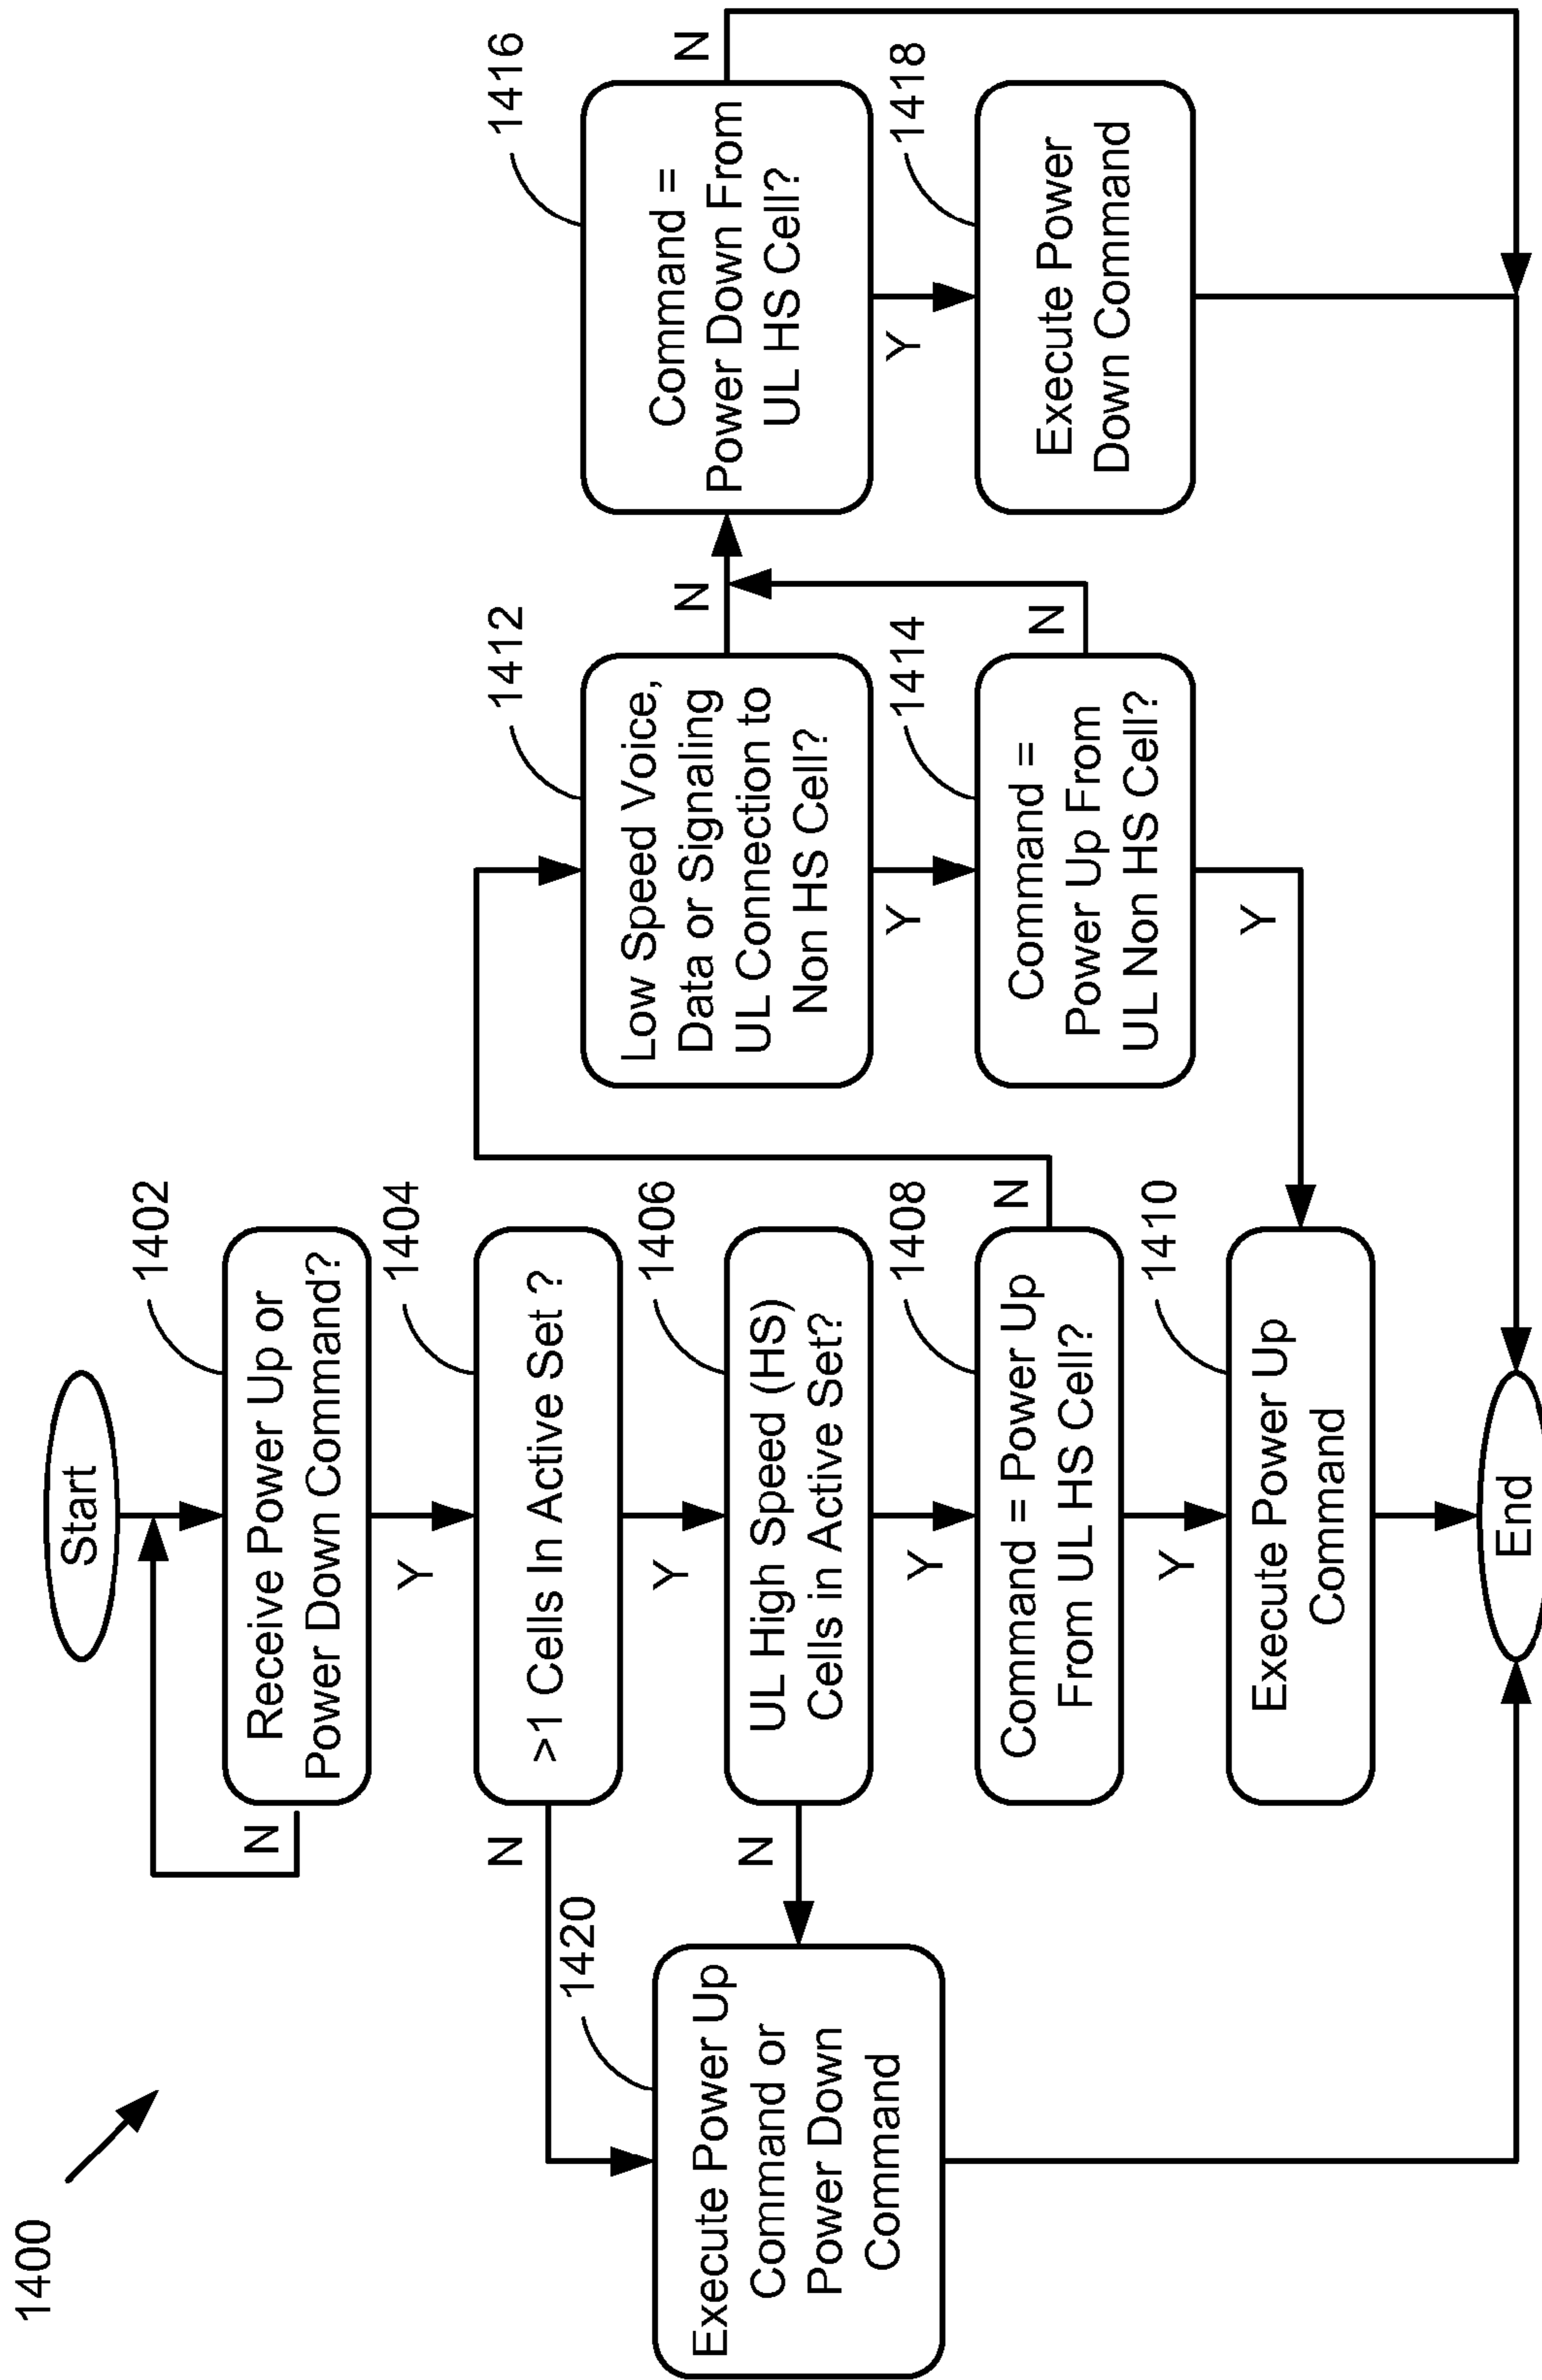 1400
Start
1402
Receive Power Up or
Power Down Command?
N
Y
1404
>1 Cells In Active Set ?
N
Y
1406
UL High Speed (HS)
Cells in Active Set?
N
Y
1420
Execute Power Up
Command or
Power Down
Command
1408
Command = Power Up
From UL HS Cell?
N
Y
1410
Execute Power Up
Command
1412
Low Speed Voice,
Data or Signaling
UL Connection to
Non HS Cell?
N
Y
1414
Command =
Power Up From
UL Non HS Cell?
N
Y
1416
Command =
Power Down From
UL HS Cell?
N
Y
1418
Execute Power
Down Command
End